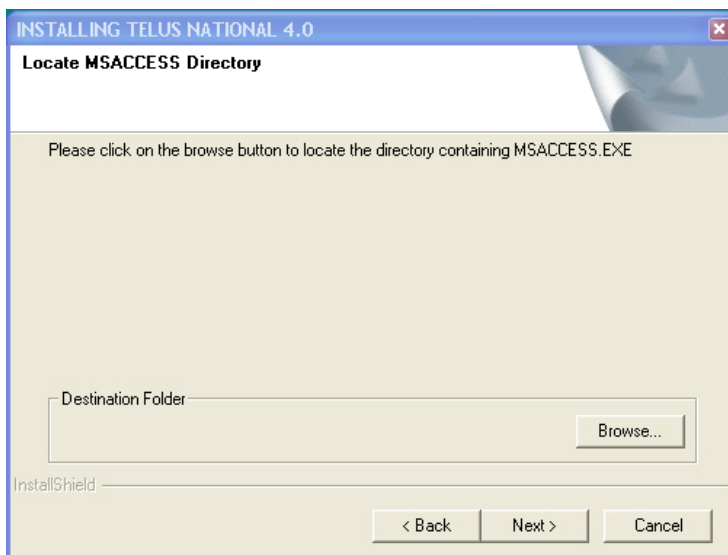 INSTALLING TELUS NATIONAL 4.0
Locate MSACCESS Directory
Please click on the browse button to locate the directory containing MSACCESS.EXE
Destination Folder
Browse...
InstallShield
< Back
Next >
Cancel